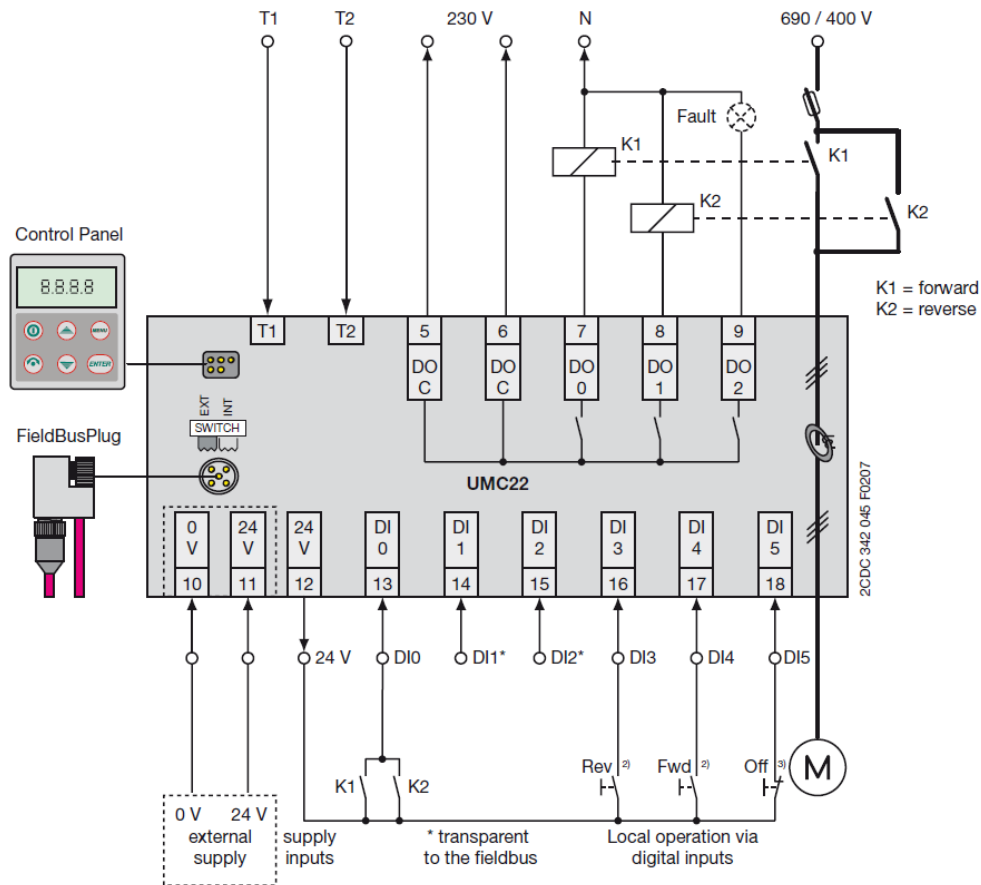 T1 T2 230 V N 690 / 400 V
Fault
K1 K1
K2 K2
Control Panel
8.8.8.8
MENU
ENTER
K1 = forward
K2 = reverse
T1 T2 5 6 7 8 9
DO C DO C DO 0 DO 1 DO 2
EXT INT
SWITCH
FieldBusPlug
UMC22
0 V 24 V 24 V DI 0 DI 1 DI 2 DI 3 DI 4 DI 5
10 11 12 13 14 15 16 17 18
2CDC 342 045 F0207
24 V DI0 DI1* DI2* DI3 DI4 DI5
K1 K2 Rev 2) Fwd 2) Off 3) M
0 V 24 V
external
supply
supply
inputs
* transparent
to the fieldbus
Local operation via
digital inputs